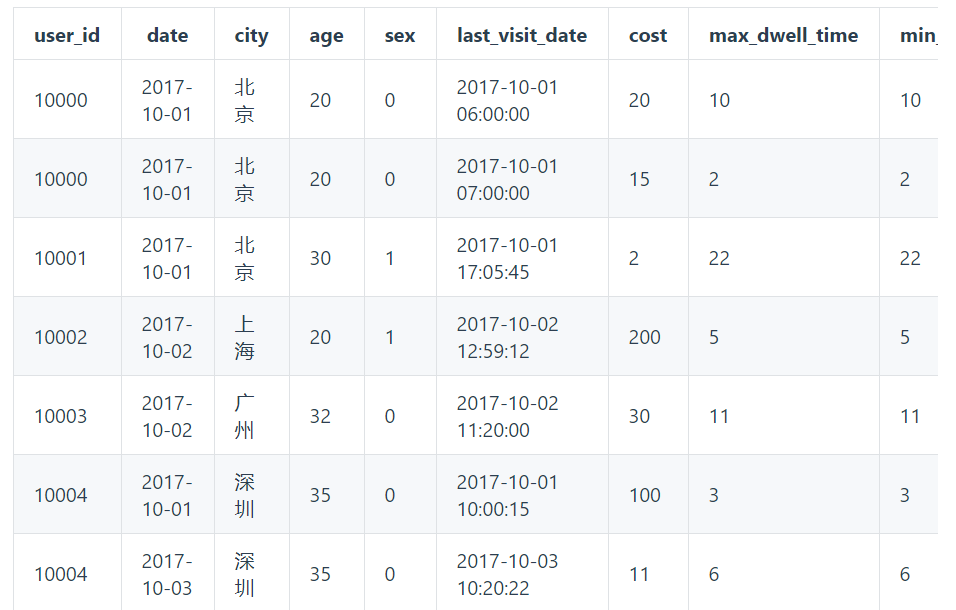 user_id date city age sex last_visit_date cost max_dwell_time min_
2017- 北 2017-10-01
10000 20 0 20 10 10
10-01 京 06:00:00
2017- 北 2017-10-01
10000 20 0 15 2 2
10-01 京 07:00:00
2017- 北 2017-10-01
10001 30 1 2 22 22
10-01 京 17:05:45
2017- 上 2017-10-02
10002 20 1 200 5 5
10-02 海 12:59:12
2017- 广 2017-10-02
10003 32 0 30 11 11
10-02 州 11:20:00
2017- 深 2017-10-01
10004 35 0 100 3 3
10-01 圳 10:00:15
2017- 深 2017-10-03
10004 35 0 11 6 6
10-03 圳 10:20:22